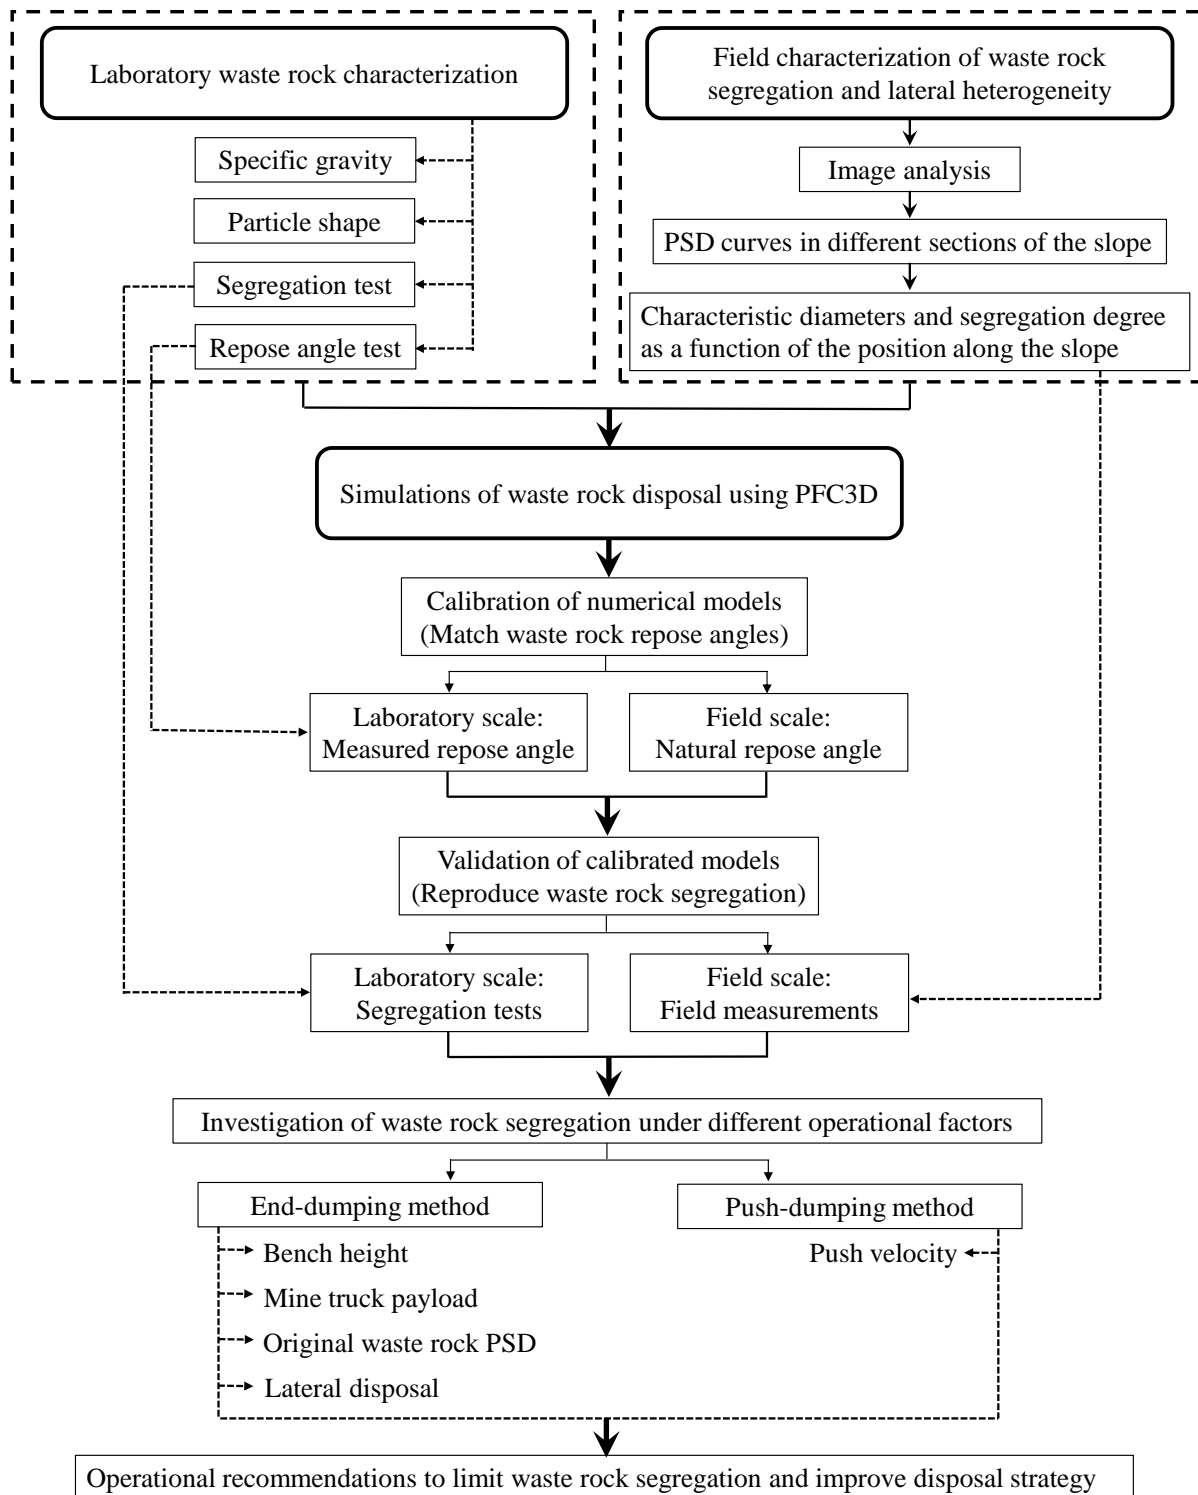 Laboratory waste rock characterization
Specific gravity
Particle shape
Segregation test
Repose angle test
Field characterization of waste rock
segregation and lateral heterogeneity
Image analysis
PSD curves in different sections of the slope
Characteristic diameters and segregation degree
as a function of the position along the slope
Simulations of waste rock disposal using PFC3D
Calibration of numerical models
(Match waste rock repose angles)
Laboratory scale:
Measured repose angle
Field scale:
Natural repose angle
Validation of calibrated models
(Reproduce waste rock segregation)
Laboratory scale:
Segregation tests
Field scale:
Field measurements
Investigation of waste rock segregation under different operational factors
End-dumping method
Bench height
Mine truck payload
Original waste rock PSD
Lateral disposal
Push-dumping method
Push velocity
Operational recommendations to limit waste rock segregation and improve disposal strategy